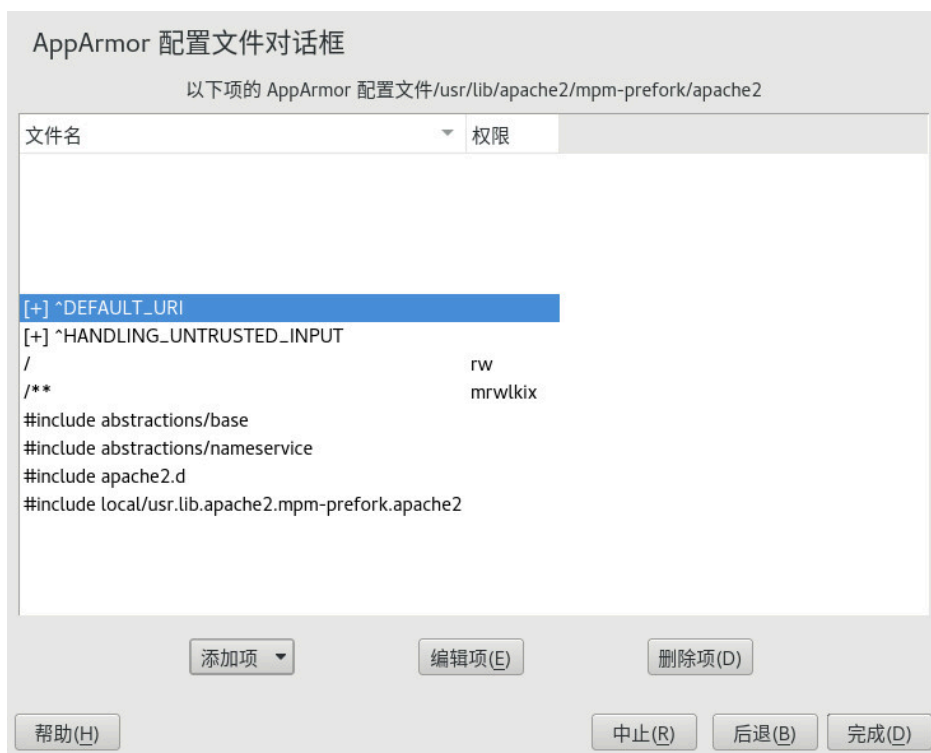 AppArmor 配置文件对话框
以下项的 AppArmor 配置文件/usr/lib/apache2/mpm-prefork/apache2
文件名 权限
[+] ^DEFAULT_URI
[+] ^HANDLING_UNTRUSTED_INPUT
/ rw
/** mrwlkix
#include abstractions/base
#include abstractions/nameservice
#include apache2.d
#include local/usr.lib.apache2.mpm-prefork.apache2
添加项 编辑项(E) 删除项(D)
帮助(H) 中止(R) 后退(B) 完成(D)